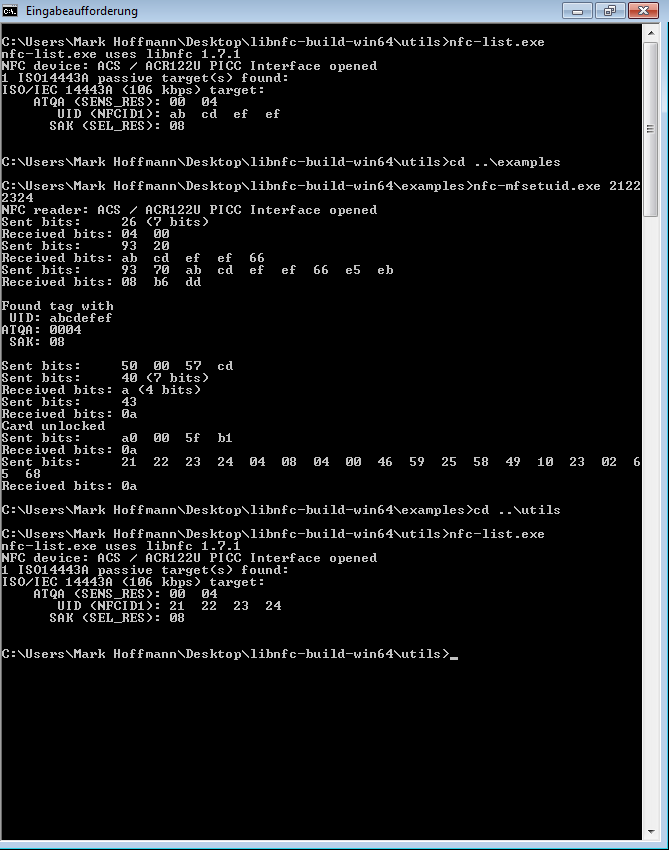 Eingabeaufforderung
C:\Users\Mark Hoffmann\Desktop\libnfc-build-win64\utils>nfc-list.exe
nfc-list.exe uses libnfc 1.7.1
NFC device: ACS / ACR122U PICC Interface opened
1 ISO14443A passive target(s) found:
ISO/IEC 14443A (106 kbps) target:
    ATQA (SENS_RES): 00  04
       UID (NFCID1): ab  cd  ef  ef
      SAK (SEL_RES): 08
C:\Users\Mark Hoffmann\Desktop\libnfc-build-win64\utils>cd ..\examples
C:\Users\Mark Hoffmann\Desktop\libnfc-build-win64\examples>nfc-mfsetuid.exe 2122
2324
NFC reader: ACS / ACR122U PICC Interface opened
Sent bits:     26 (7 bits)
Received bits: 04  00
Sent bits:     93  20
Received bits: ab  cd  ef  ef  66
Sent bits:     93  70  ab  cd  ef  ef  66  e5  eb
Received bits: 08  b6  dd
Found tag with
 UID: abcdefef
ATQA: 0004
 SAK: 08
Sent bits:     50  00  57  cd
Sent bits:     40 (7 bits)
Received bits: a (4 bits)
Sent bits:     43
Received bits: 0a
Card unlocked
Sent bits:     a0  00  5f  b1
Received bits: 0a
Sent bits:     21  22  23  24  04  08  04  00  46  59  25  58  49  10  23  02  6
5  68
Received bits: 0a
C:\Users\Mark Hoffmann\Desktop\libnfc-build-win64\examples>cd ..\utils
C:\Users\Mark Hoffmann\Desktop\libnfc-build-win64\utils>nfc-list.exe
nfc-list.exe uses libnfc 1.7.1
NFC device: ACS / ACR122U PICC Interface opened
1 ISO14443A passive target(s) found:
ISO/IEC 14443A (106 kbps) target:
    ATQA (SENS_RES): 00  04
       UID (NFCID1): 21  22  23  24
      SAK (SEL_RES): 08
C:\Users\Mark Hoffmann\Desktop\libnfc-build-win64\utils>_